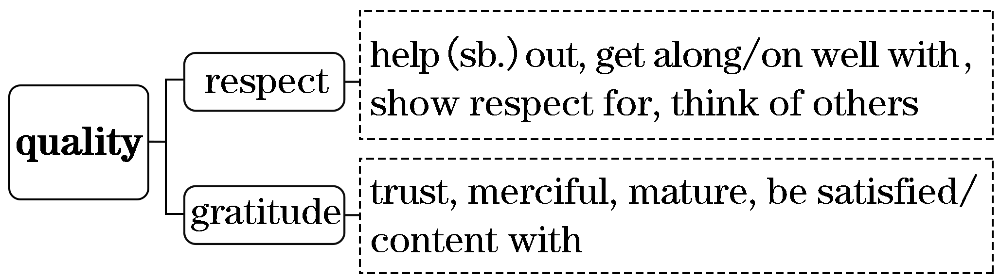 quality
respect
help (sb.) out, get along/on well with,
show respect for, think of others
gratitude
trust, merciful, mature, be satisfied/
content with